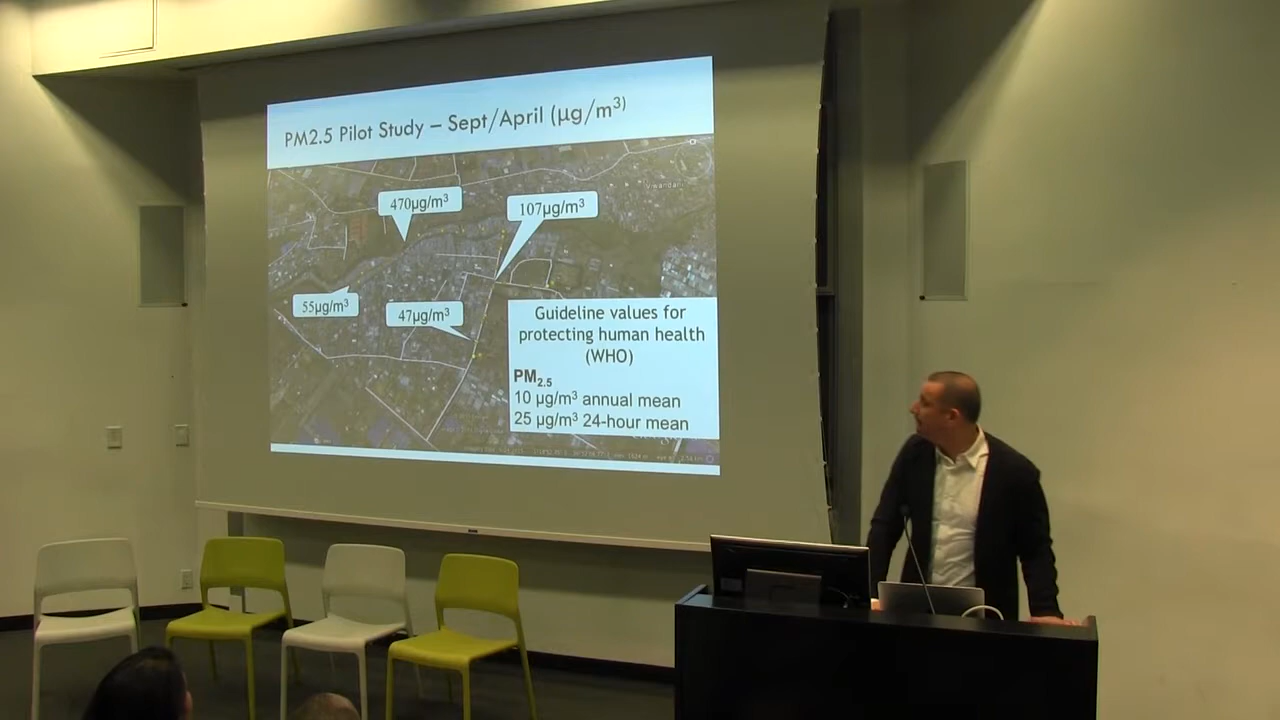 PM2.5 Pilot Study – Sept/April (µg/m³)
470µg/m³
107µg/m³
55µg/m³
47µg/m³
Guideline values for
protecting human health
(WHO)
PM2.5
10 µg/m³ annual mean
25 µg/m³ 24-hour mean